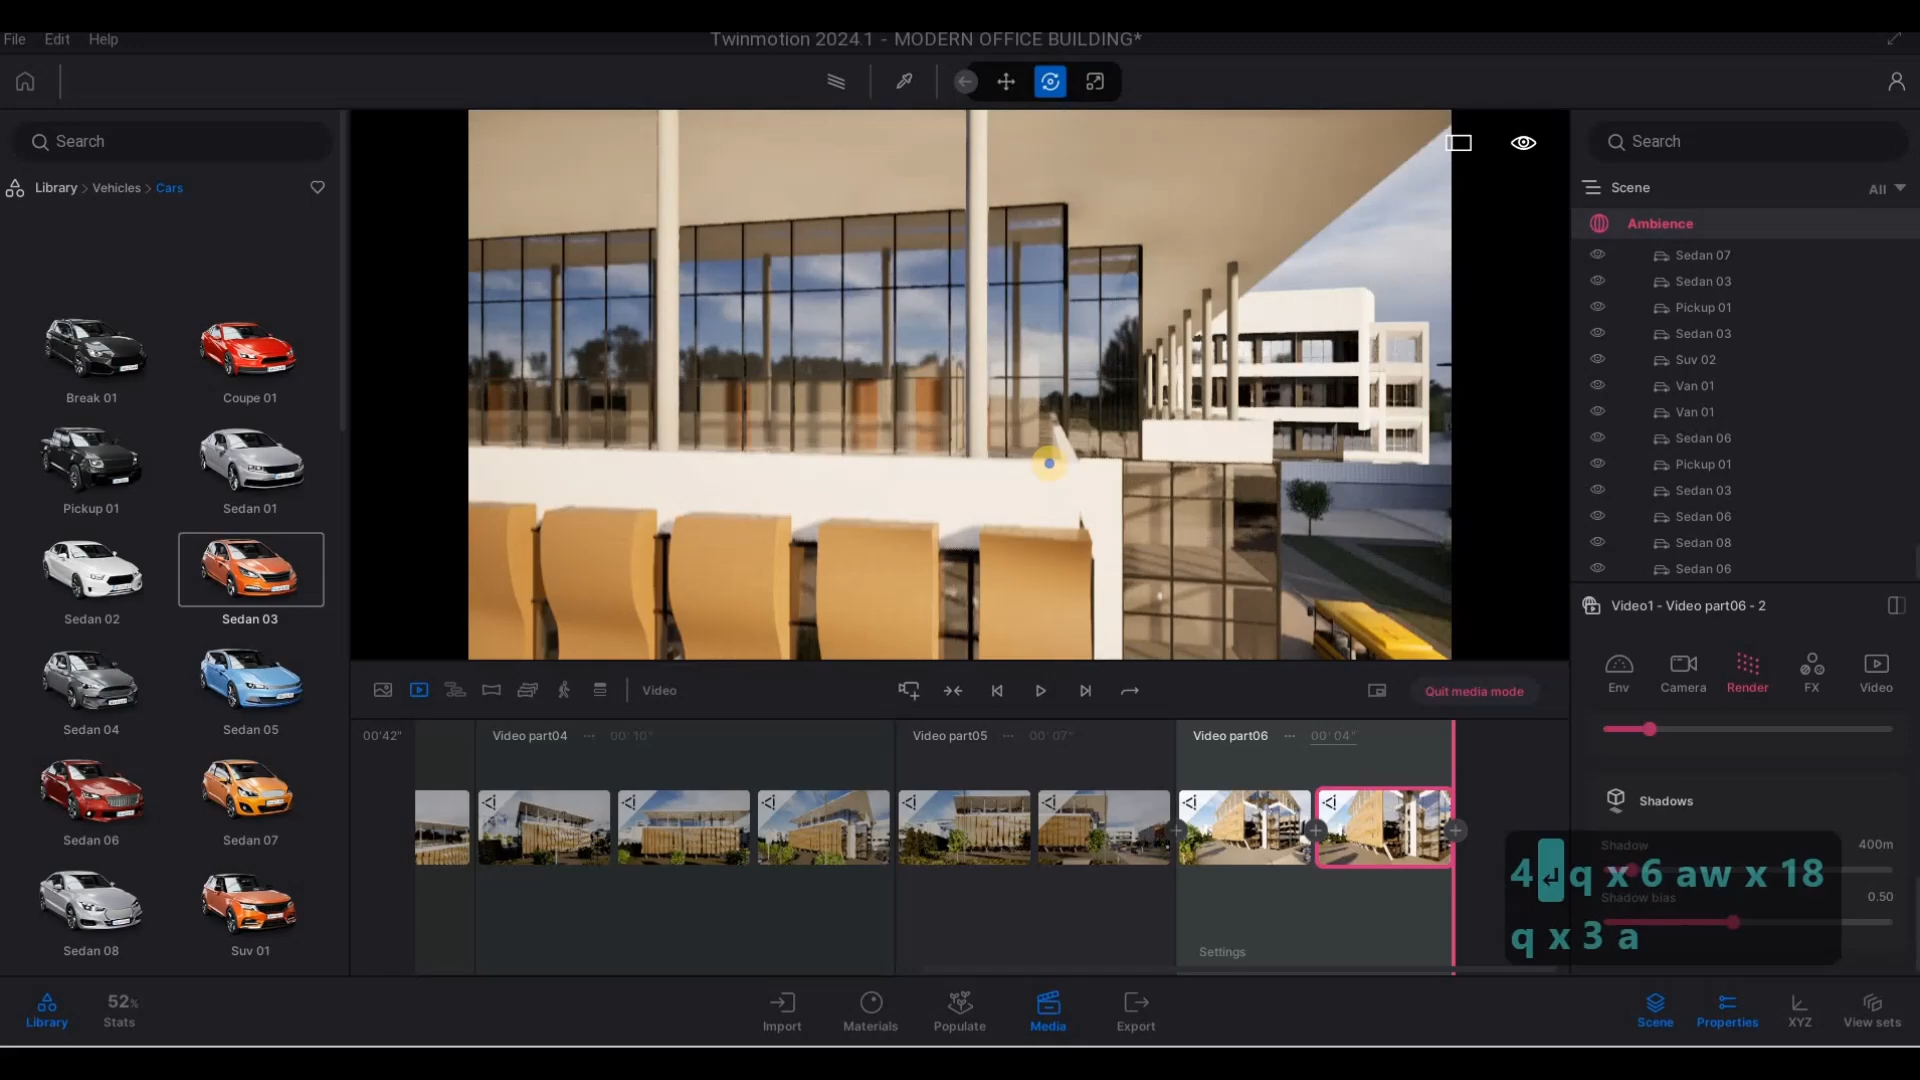 File Edit Help
Twinmotion 2024.1 - MODERN OFFICE BUILDING*
Search
Library > Vehicles > Cars
Break 01
Coupe 01
Pickup 01
Sedan 01
Sedan 02
Sedan 03
Sedan 04
Sedan 05
Sedan 06
Sedan 07
Sedan 08
Suv 01
Video
Quit media mode
00'42"
Video part04 ... 00' 10"
Video part05 ... 00' 07"
Video part06 ... 00' 04"
Settings
Search
Scene
All
Ambience
Sedan 07
Sedan 03
Pickup 01
Sedan 03
Suv 02
Van 01
Van 01
Sedan 06
Pickup 01
Sedan 03
Sedan 06
Sedan 08
Sedan 06
Video1 - Video part06 - 2
Env
Camera
Render
FX
Video
Shadows
Shadow
400m
Shadow bias
0.50
4↵q x 6 aw x 18
q x 3 a
Library
52%
Stats
Import
Materials
Populate
Media
Export
Scene
Properties
XYZ
View sets